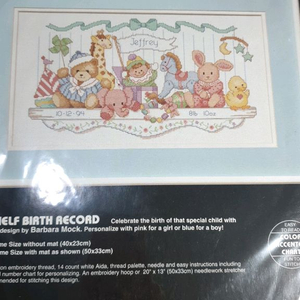 Jeffrey
10-12-94
8lb 10oz
ELF BIRTH RECORD
design by Barbara Mock.
Celebrate the birth of that special child with
Personalize with pink for a girl or blue for a boy!
me Size without mat (40x23cm)
me Size with mat as shown (50x33cm)
on embroidery thread, 14 count white Aida, thread palette, needle and easy instructions including
number chart for personalizing. An embroidery hoop or 20" x 13" (50x33cm) needlework stretcher
mended for stitching this design.
EASY
TO READ
COLOR